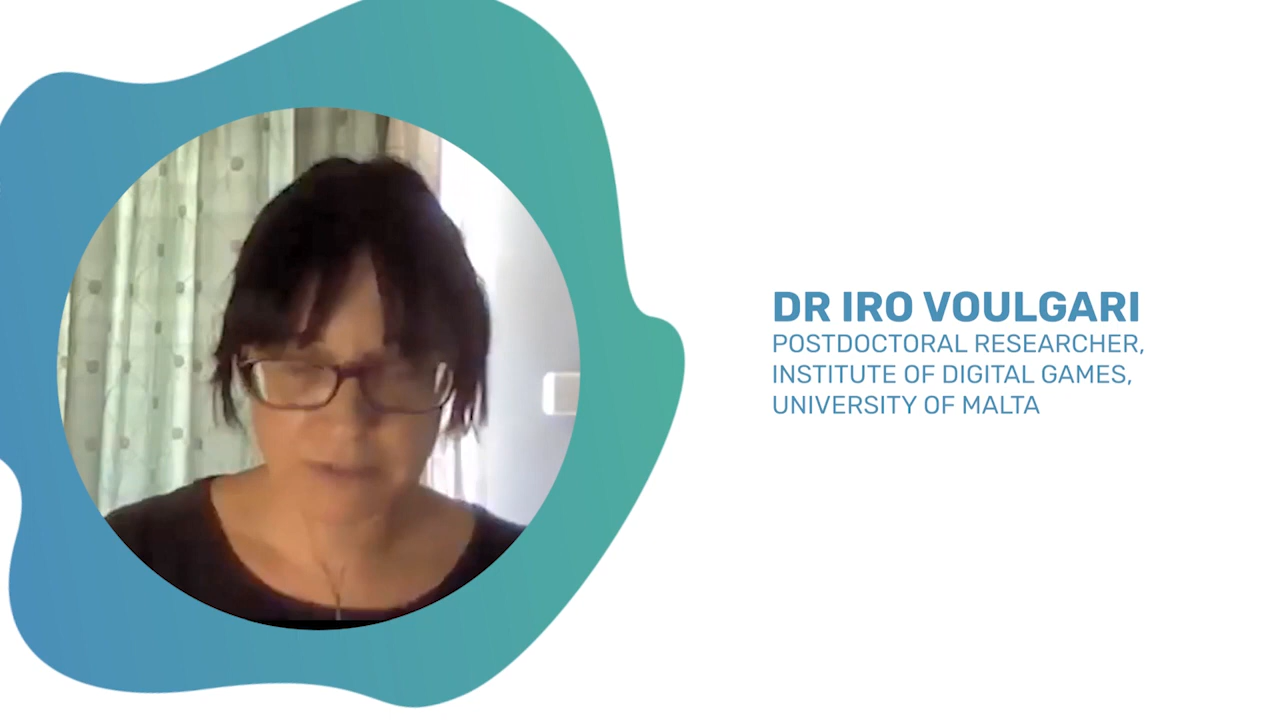 DR IRO VOULGARI
POSTDOCTORAL RESEARCHER,
INSTITUTE OF DIGITAL GAMES,
UNIVERSITY OF MALTA